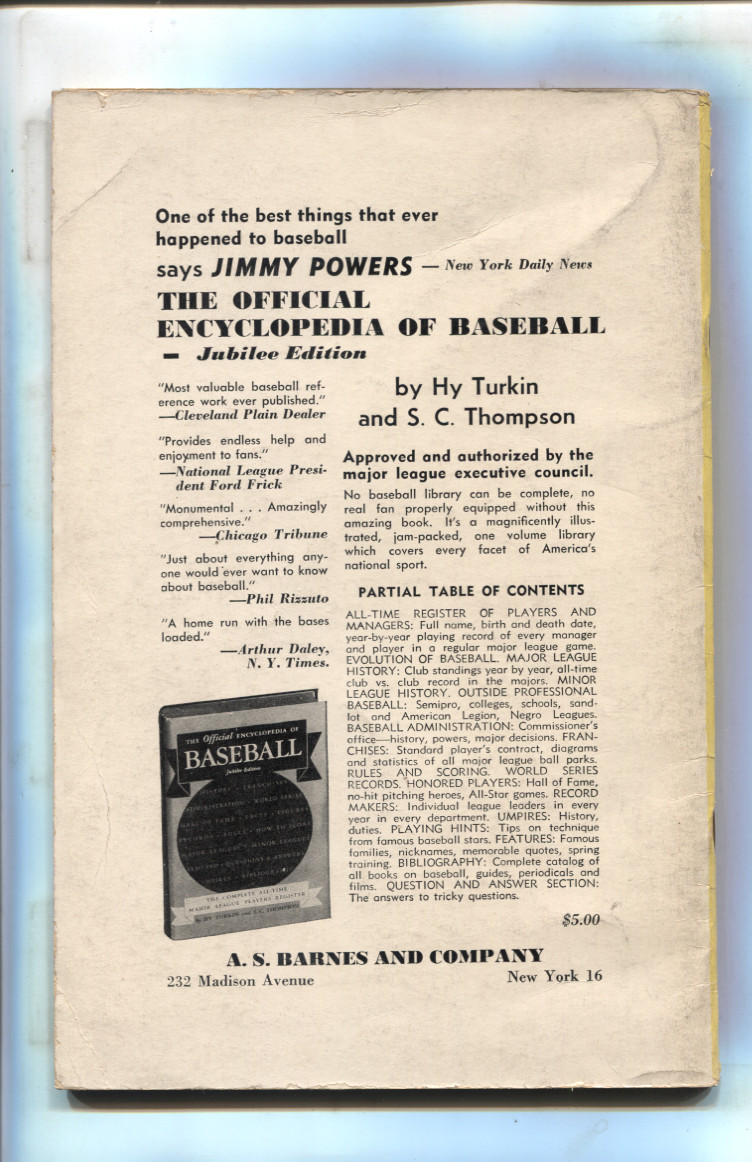 One of the best things that ever
happened to baseball
says JIMMY POWERS — New York Daily News
THE OFFICIAL
ENCYCLOPEDIA OF BASEBALL
— Jubilee Edition
"Most valuable baseball ref-
erence work ever published."
—Cleveland Plain Dealer
"Provides endless help and
enjoyment to fans."
—National League Presi-
dent Ford Frick
"Monumental . . . Amazingly
comprehensive."
—Chicago Tribune
"Just about everything any-
one would ever want to know
about baseball."
—Phil Rizzuto
"A home run with the bases
loaded."
—Arthur Daley,
N. Y. Times.
by Hy Turkin
and S. C. Thompson
Approved and authorized by the
major league executive council.
No baseball library can be complete, no
real fan properly equipped without this
amazing book. It's a magnificently illus-
trated, jam-packed, one volume library
which covers every facet of America's
national sport.
PARTIAL TABLE OF CONTENTS
ALL-TIME REGISTER OF PLAYERS AND
MANAGERS: Full name, birth and death date,
year-by-year playing record of every manager
and player in a regular major league game.
EVOLUTION OF BASEBALL. MAJOR LEAGUE
HISTORY: Club standings year by year, all-time
club vs. club record in the majors. MINOR
LEAGUE HISTORY. OUTSIDE PROFESSIONAL
BASEBALL: Semipro, colleges, schools, sand-
lot and American Legion, Negro Leagues.
BASEBALL ADMINISTRATION: Commissioner's
office—history, powers, major decisions. FRAN-
CHISES: Standard player's contract, diagrams
and statistics of all major league ball parks.
RULES AND SCORING. WORLD SERIES
RECORDS. HONORED PLAYERS: Hall of Fame,
no-hit pitching heroes, All-Star games. RECORD
MAKERS: Individual league leaders in every
year in every department. UMPIRES: History,
duties. PLAYING HINTS: Tips on technique
from famous baseball stars. FEATURES: Famous
families, nicknames, memorable quotes, spring
training. BIBLIOGRAPHY: Complete catalog of
all books on baseball, guides, periodicals and
films. QUESTION AND ANSWER SECTION:
The answers to tricky questions.
$5.00
THE Official ENCYCLOPEDIA OF
BASEBALL
Jubilee Edition
THE COMPLETE ALL-TIME
MAJOR LEAGUE PLAYERS REGISTER
by HY TURKIN and S.C. THOMPSON
A. S. BARNES AND COMPANY
232 Madison Avenue New York 16